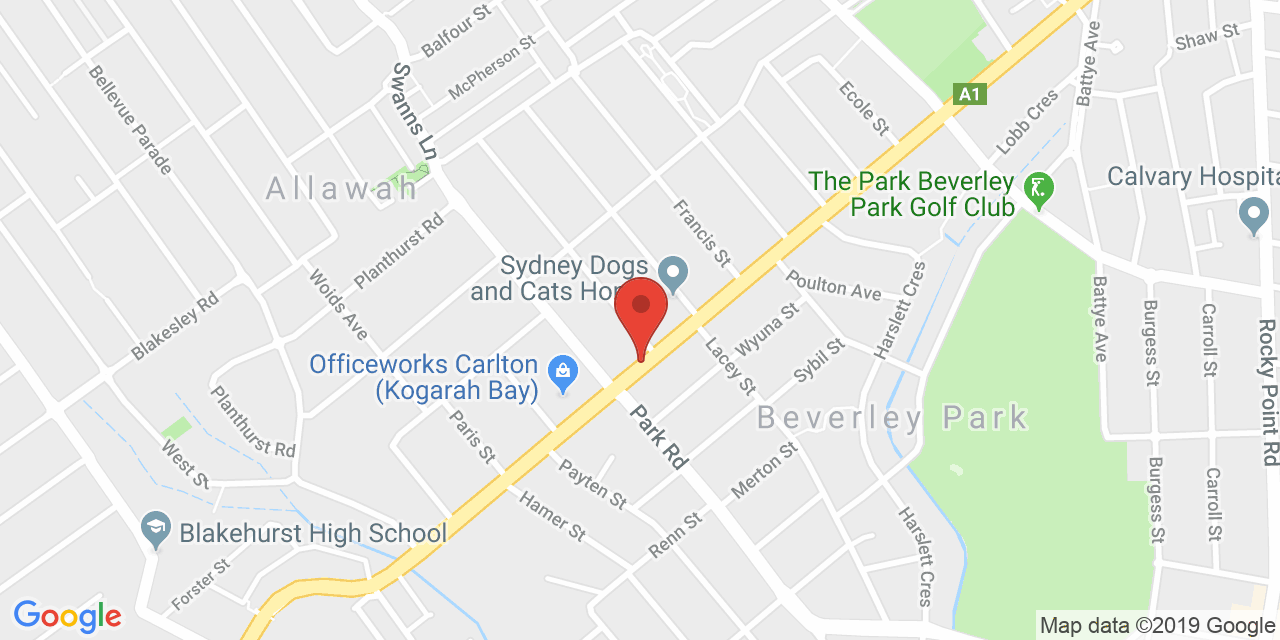 Balfour St
Shaw St
Battye Ave
McPherson St
Swanns Ln
Bellevue Parade
Ecole St
A1
Lobb Cres
Allawah
The Park Beverley
Park Golf Club
Calvary Hospita
Planthurst Rd
Francis St
Sydney Dogs
and Cats Ho
Poulton Ave
Woids Ave
Blakesley Rd
Harslett Cres
Wyuna St
Battye Ave
Burgess St
Carroll St
Rocky Point Rd
Lacey St
Sybil St
Officeworks Carlton
(Kogarah Bay)
Planthurst Rd
Paris St
Park Rd
Beverley Park
West St
Merton St
Payten St
Hamer St
Renn St
Burgess St
Carroll St
Blakehurst High School
Harslett Cres
Forster St
Google
Map data ©2019 Google